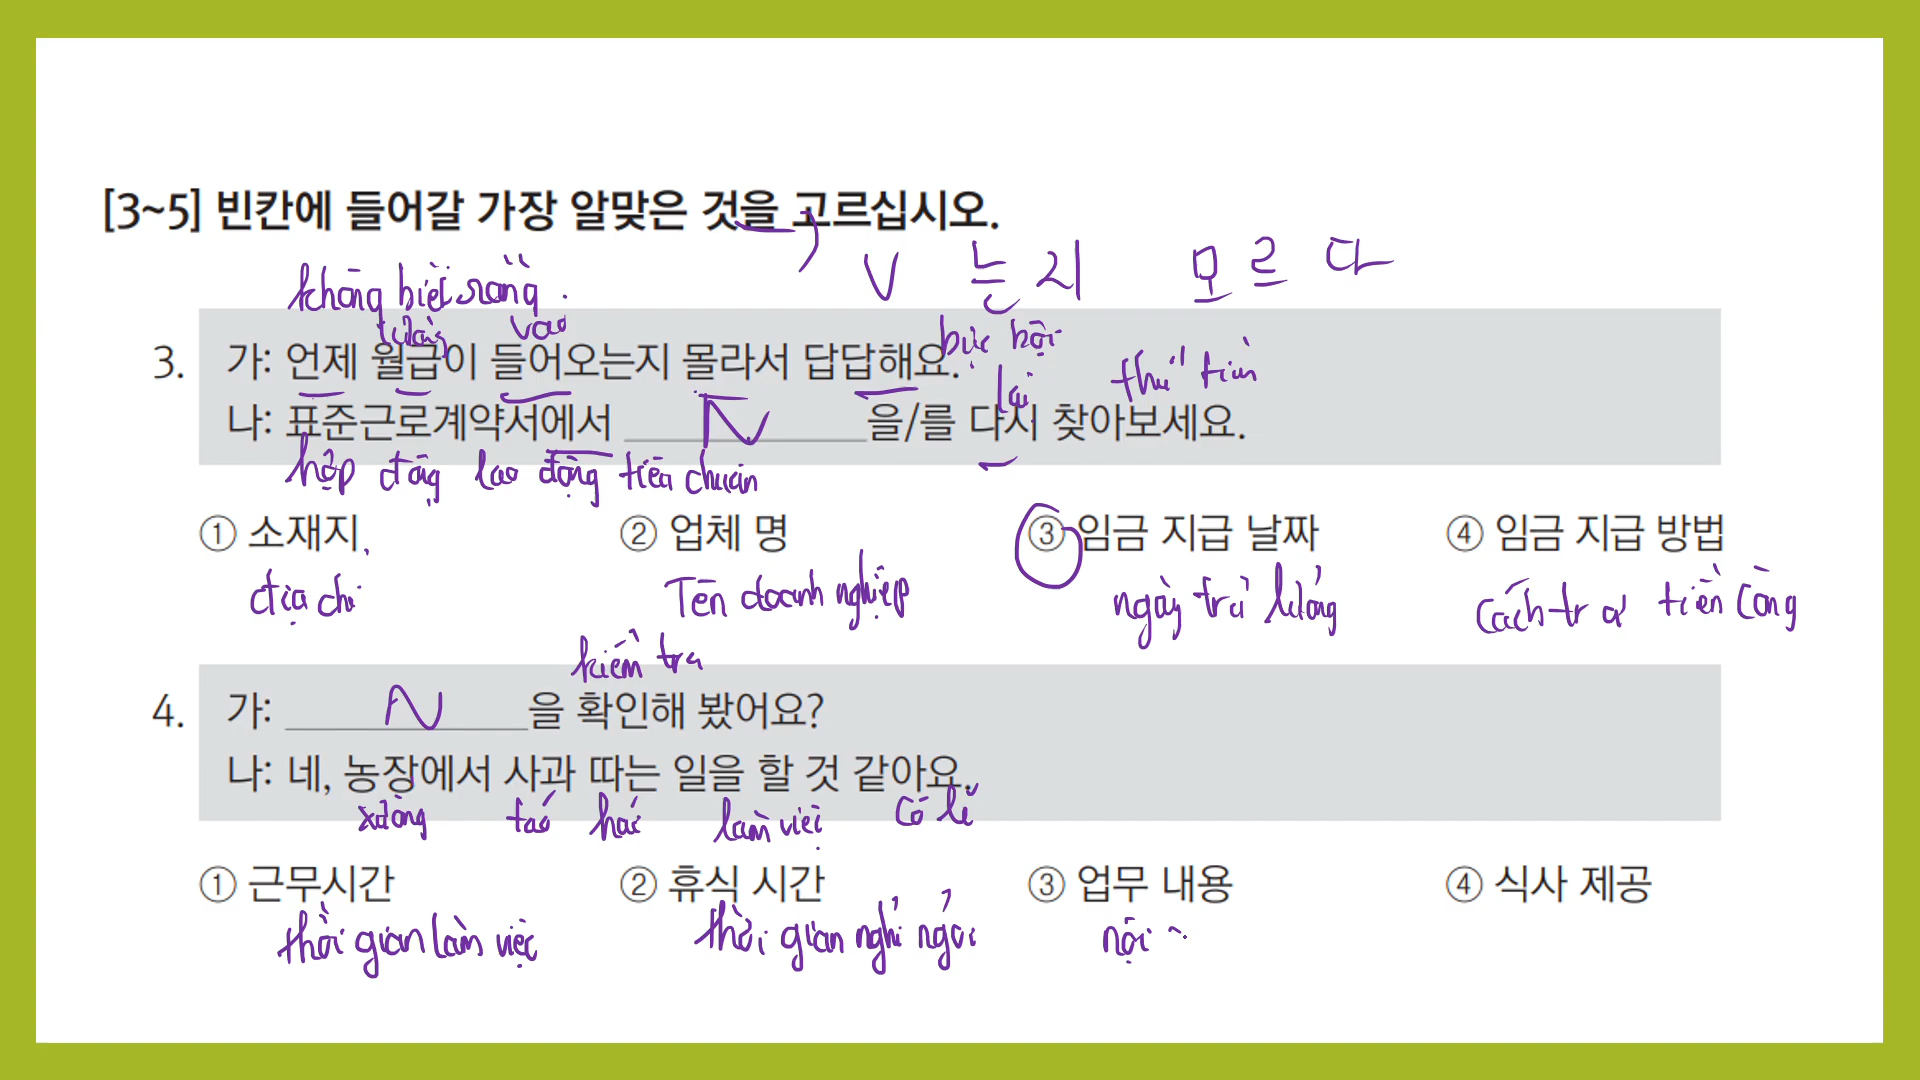 [3~5] 빈칸에 들어갈 가장 알맞은 것을 고르십시오.
V 는지 모르다
không biết rằng.
lương vào
bực bội
3. 가: 언제 월급이 들어오는지 몰라서 답답해요.
lại thử tìm
나: 표준근로계약서에서 ____________ 을/를 다시 찾아보세요.
N
hợp đồng lao động tiêu chuẩn
① 소재지 ② 업체 명 ③ 임금 지급 날짜 ④ 임금 지급 방법
địa chỉ Tên doanh nghiệp ngày trả lương cách trả tiền công
kiểm tra
4. 가: ____________을 확인해 봤어요?
N
나: 네, 농장에서 사과 따는 일을 할 것 같아요.
xưởng táo hái làm việc có lẽ
① 근무시간 ② 휴식 시간 ③ 업무 내용 ④ 식사 제공
thời gian làm việc thời gian nghỉ ngơi nội